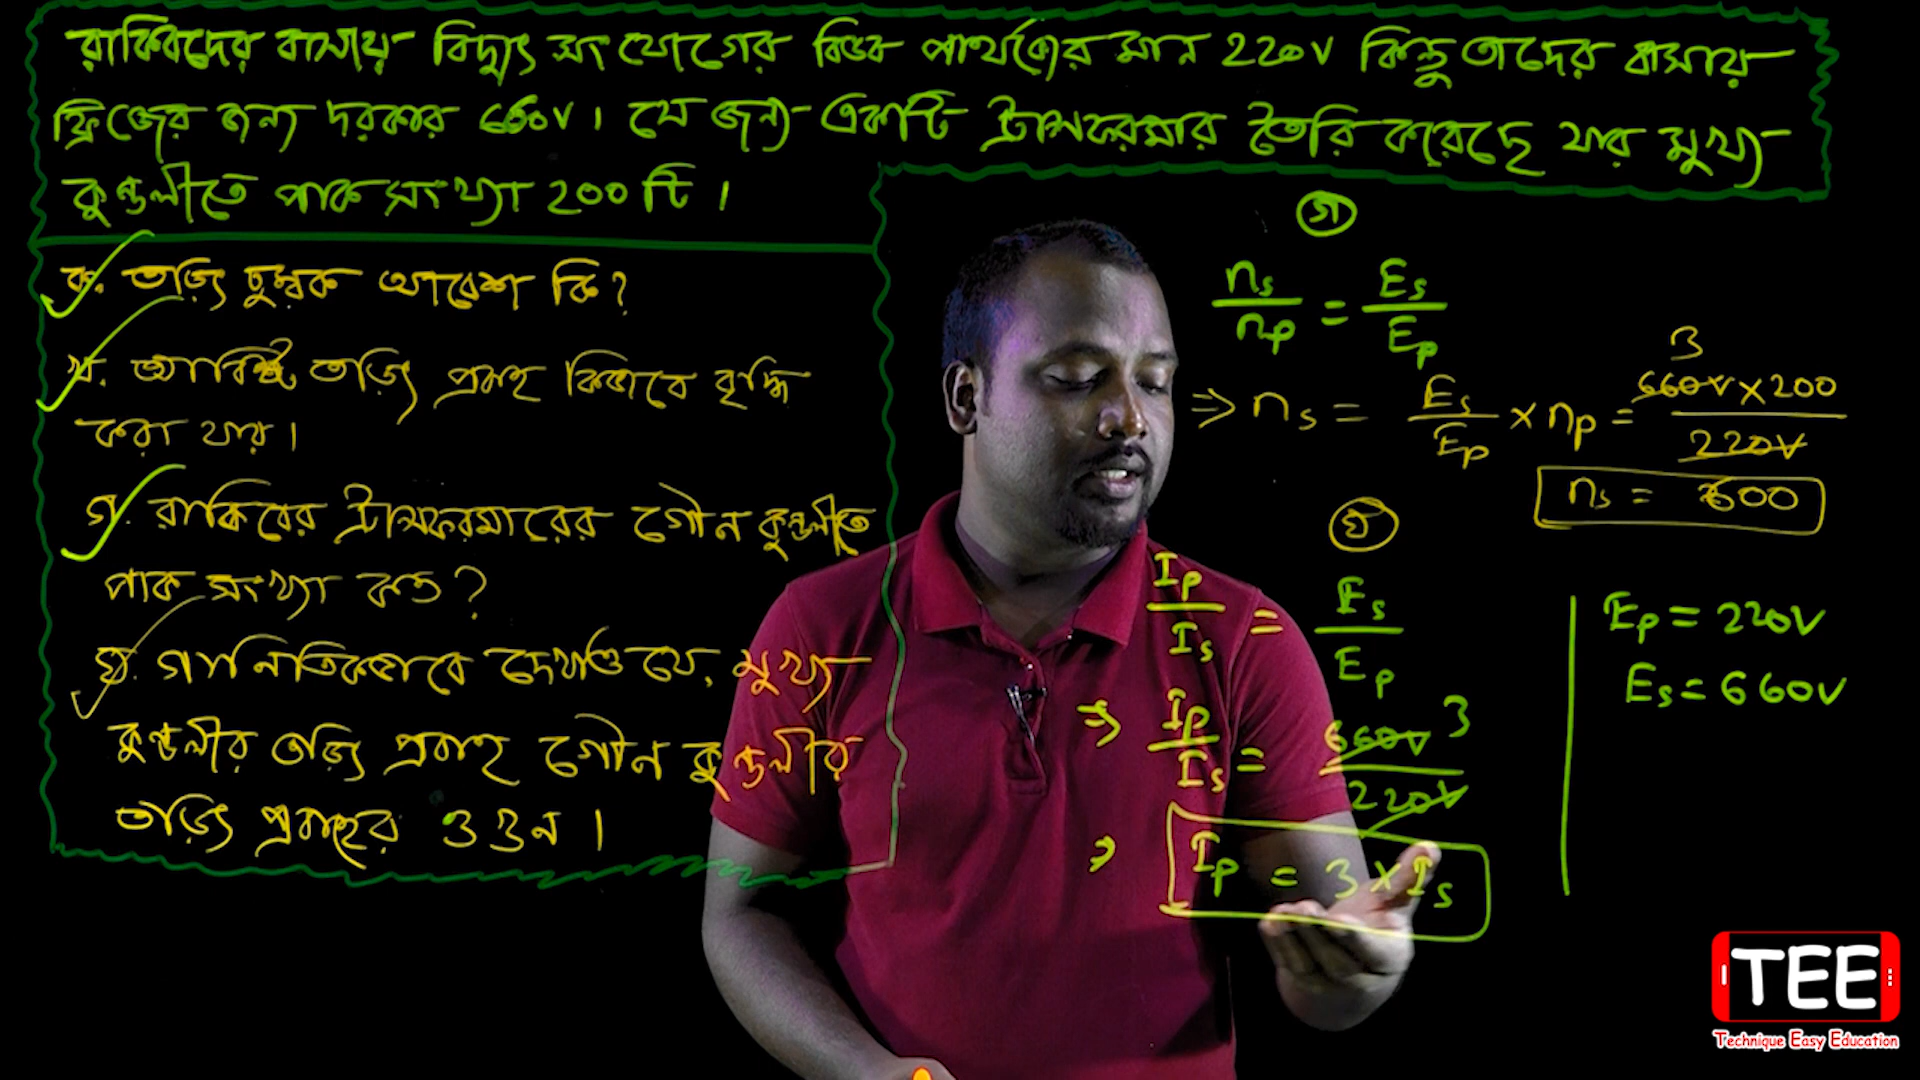 রাকিবদের বাসায় বিদ্যুৎ সংযোগের বিভব পার্থক্যের মান 220V কিন্তু তাদের বাসায়
ফ্রিজের জন্য দরকার 660V। সে জন্য একটি ট্রান্সফরমার তৈরি করেছে যার মুখ্য
কুন্ডলীতে পাক সংখ্যা 200 টি।
ক. তড়িৎ চুম্বক আবেশ কি?
খ. আবিষ্ট তড়িৎ প্রবাহ কিভাবে বৃদ্ধি
করা যায়।
গ. রাকিবের ট্রান্সফরমারের গৌন কুন্ডলীতে
পাক সংখ্যা কত?
ঘ. গানিতিকভাবে দেখাও যে, মুখ্য
কুন্ডলীর তড়িৎ প্রবাহ গৌন কুন্ডলীর
তড়িৎ প্রবাহের ৩ গুন।
গ
ns/np = Es/Ep
3
⇒ ns = Es/Ep × np = 660V×200/220V
ns = 600
ঘ
Ip/Is = Es/Ep
⇒ Ip/Is = 660V/220V 3
⇒ Ip = 3 × Is
Ep = 220V
Es = 660V
TEE
Technique Easy Education